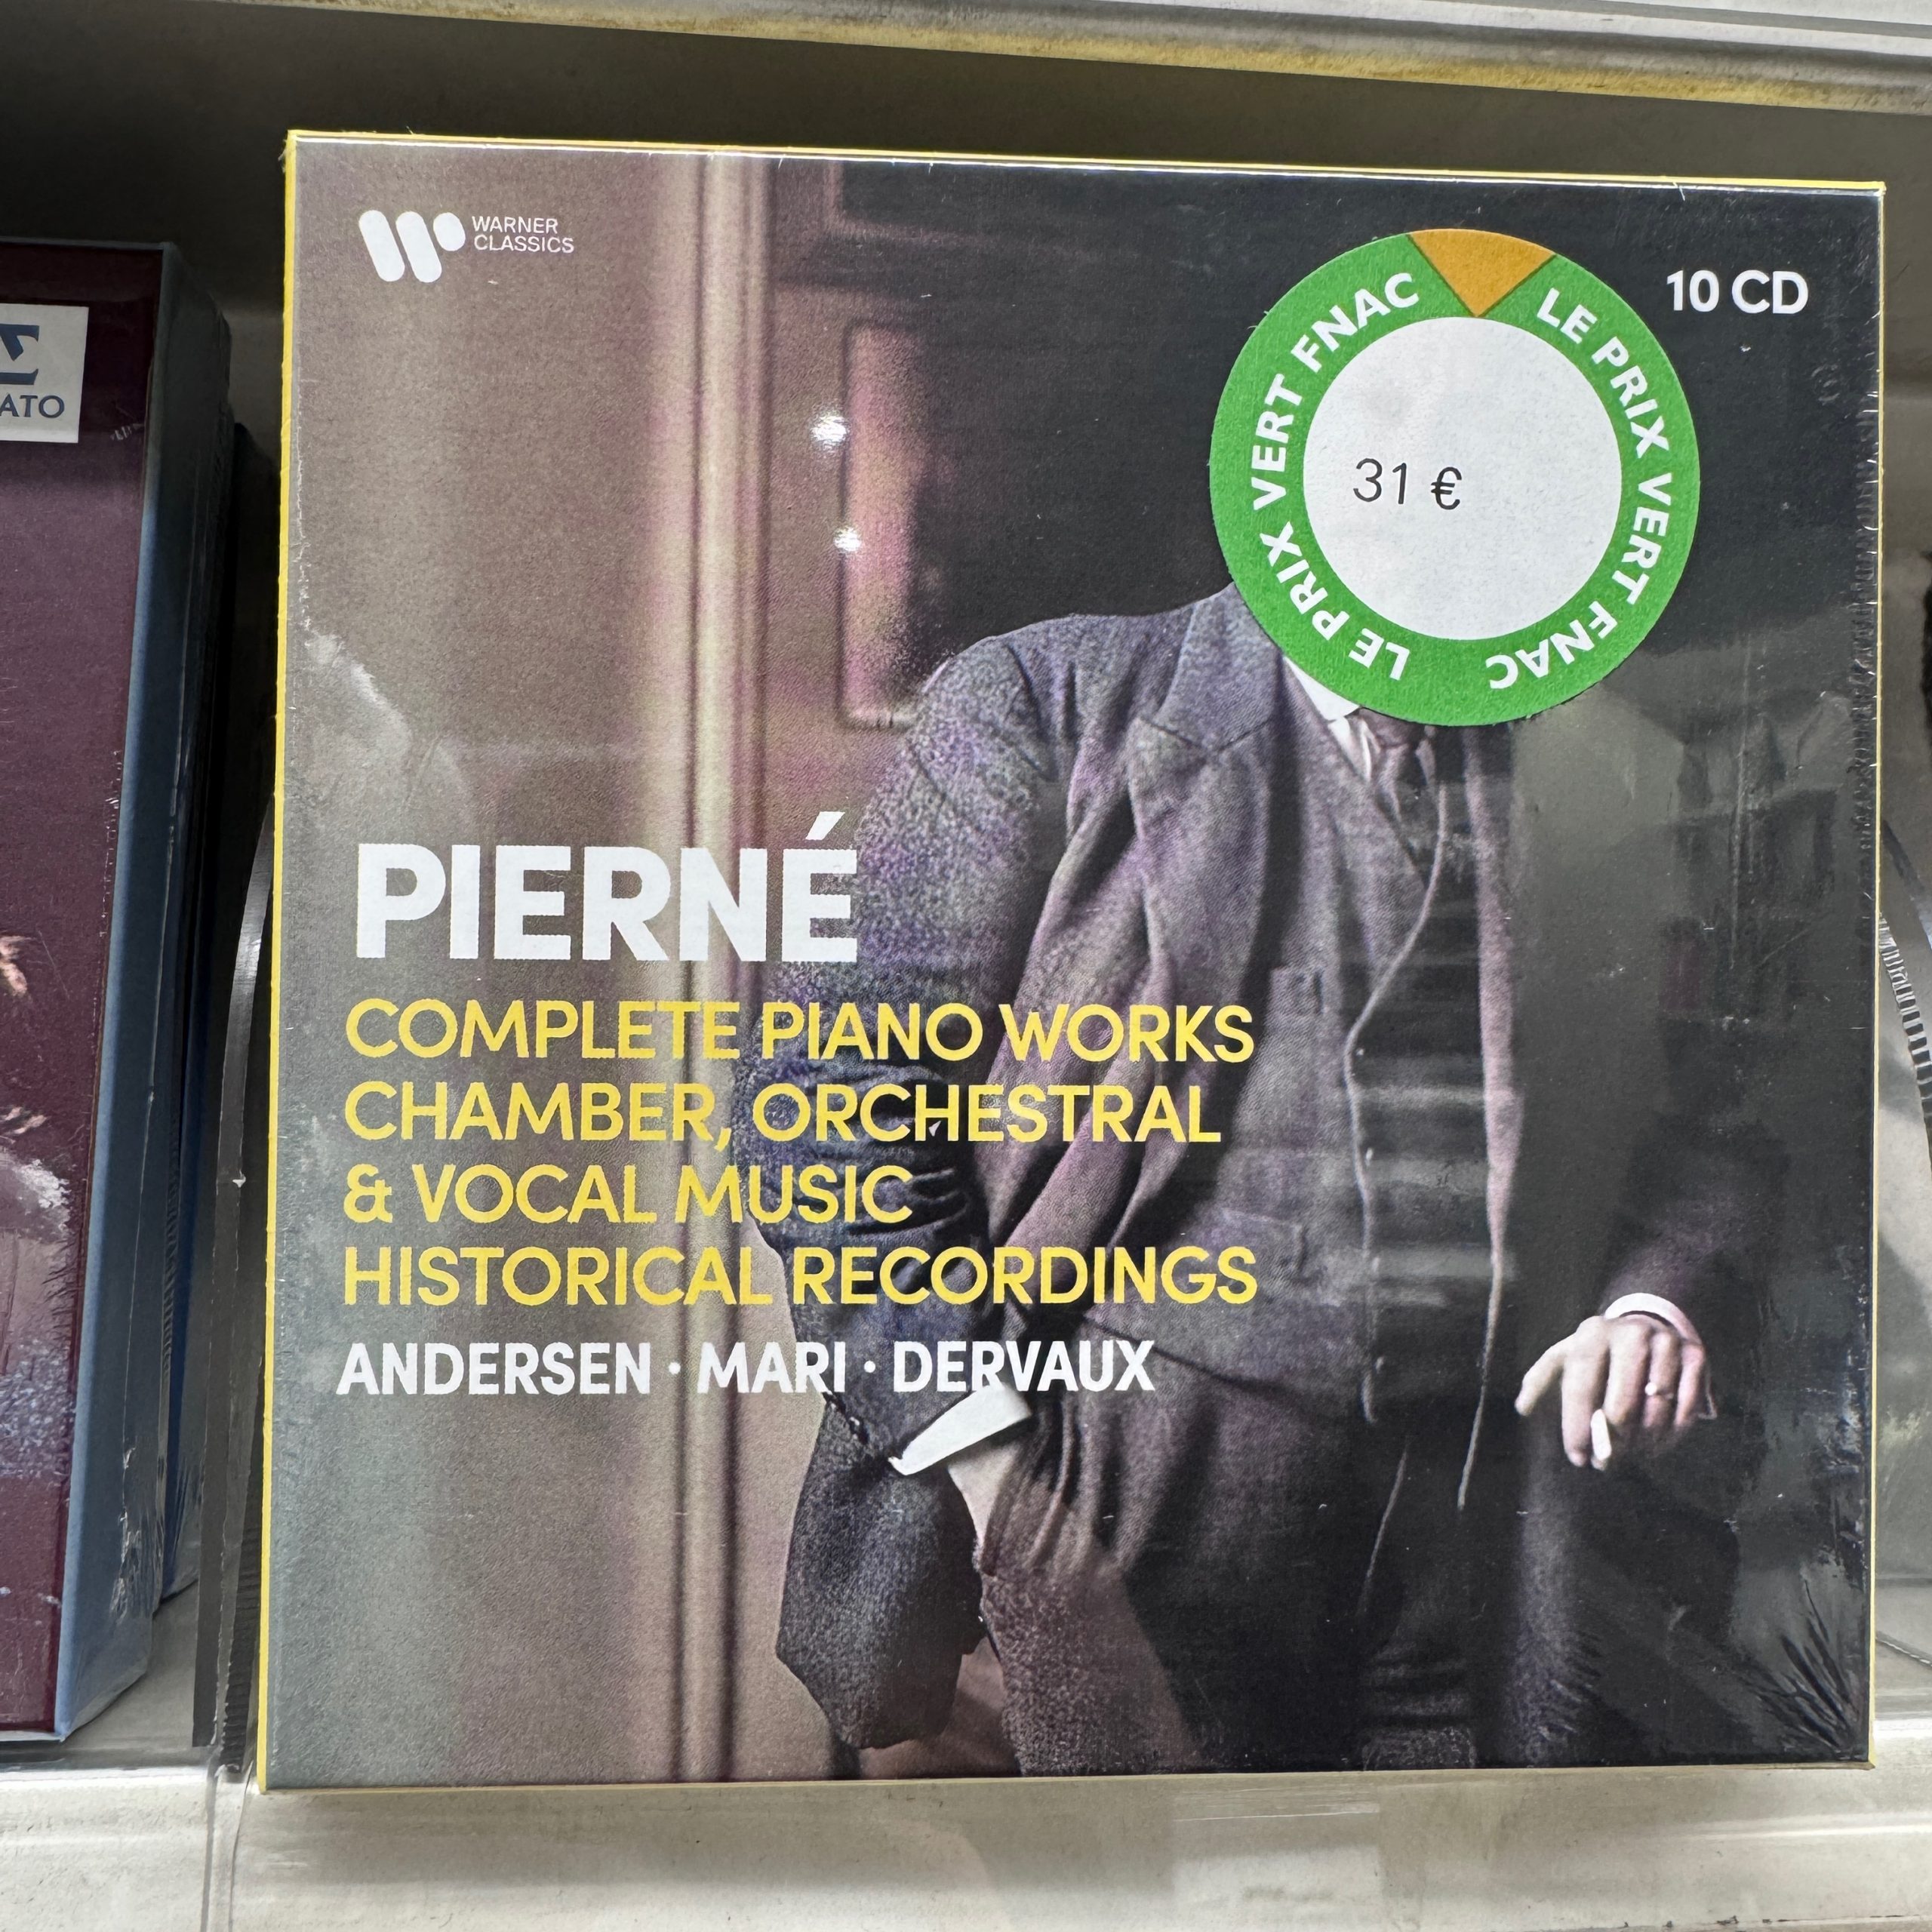 WARNER
CLASSICS
10 CD
LE PRIX VERT FNAC
LE PRIX VERT FNAC
31 €
PIERNÉ
COMPLETE PIANO WORKS
CHAMBER, ORCHESTRAL
& VOCAL MUSIC
HISTORICAL RECORDINGS
ANDERSEN · MARI · DERVAUX
ATO